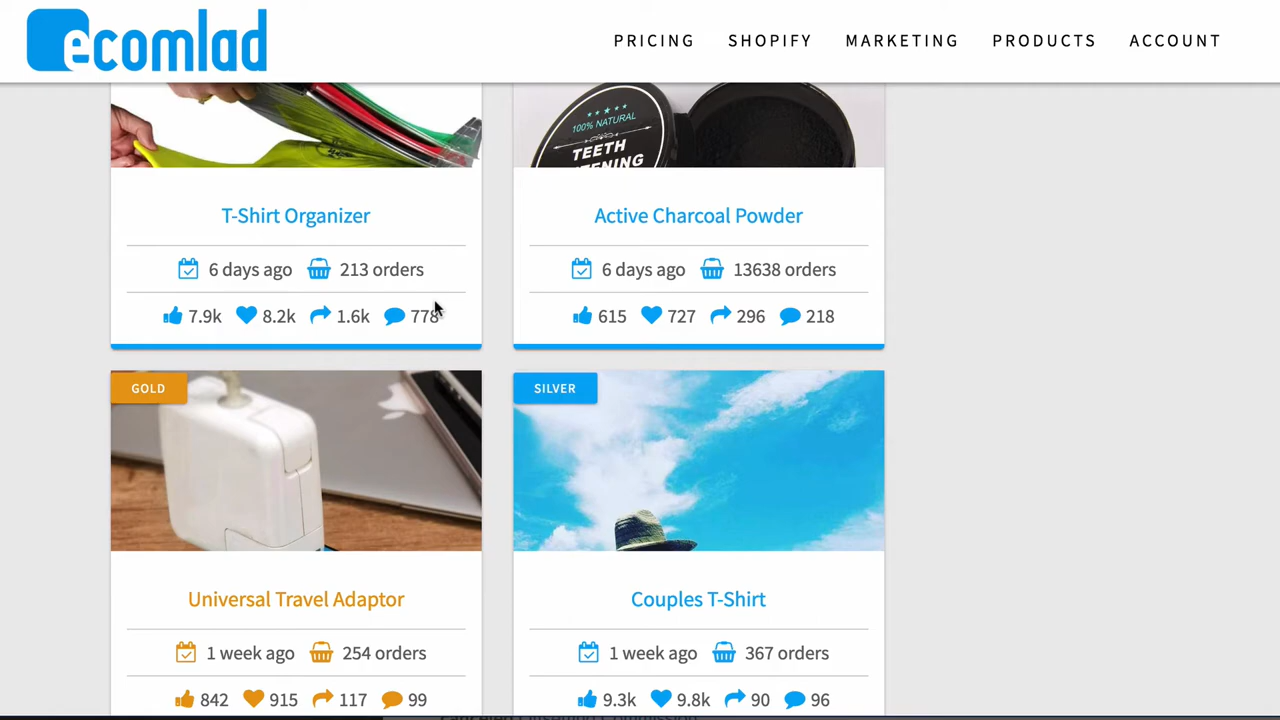 ecomlad
PRICING SHOPIFY MARKETING PRODUCTS ACCOUNT
100% NATURAL
TEETH
T-Shirt Organizer
6 days ago 213 orders
7.9k 8.2k 1.6k 778
Active Charcoal Powder
6 days ago 13638 orders
615 727 296 218
GOLD
Universal Travel Adaptor
1 week ago 254 orders
842 915 117 99
SILVER
Couples T-Shirt
1 week ago 367 orders
9.3k 9.8k 90 96